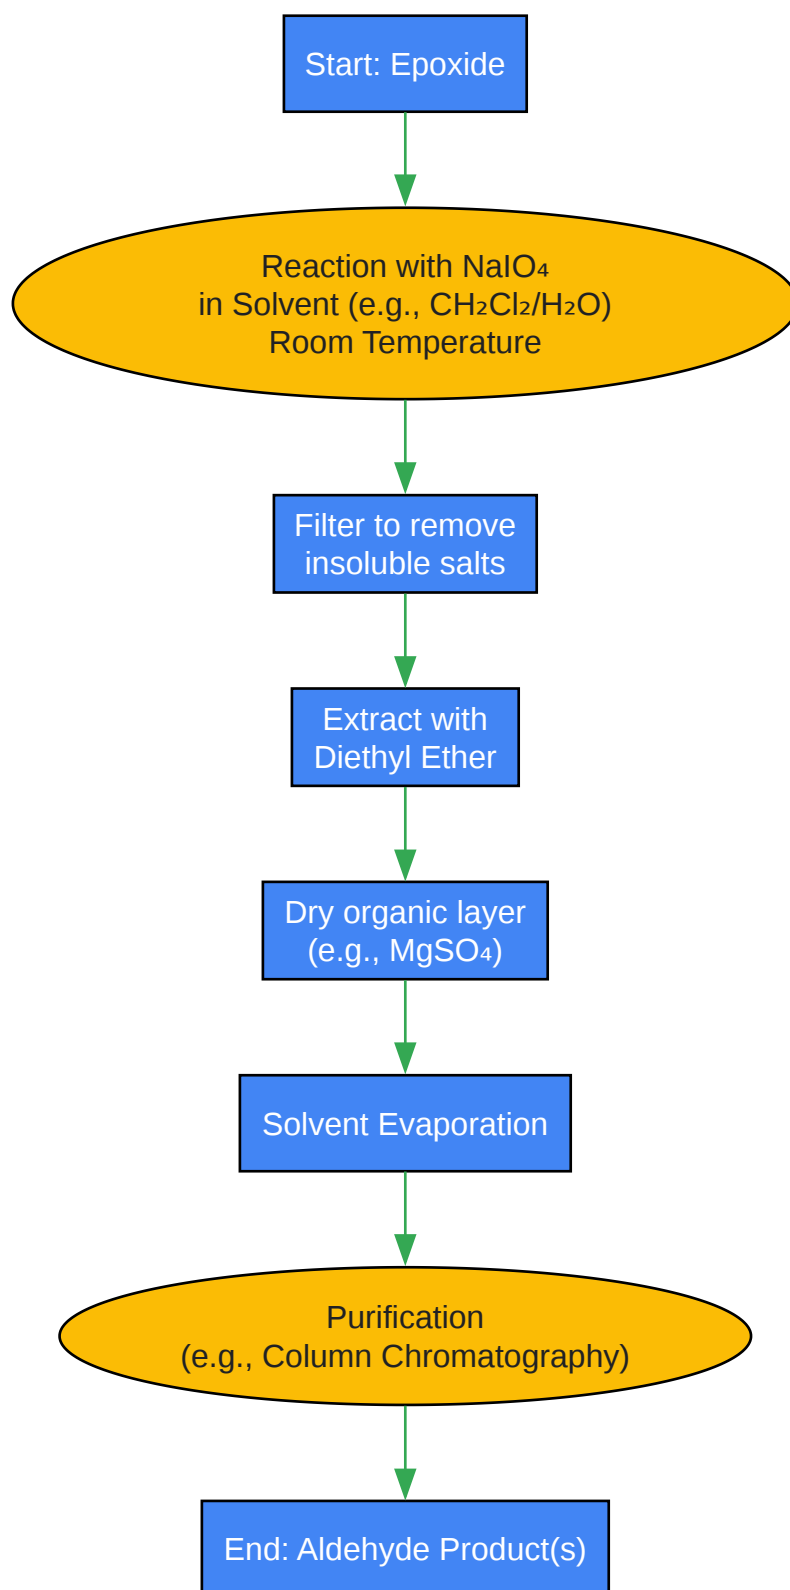 Start: Epoxide
Reaction with NaIO₄
in Solvent (e.g., CH₂Cl₂/H₂O)
Room Temperature
Filter to remove
insoluble salts
Extract with
Diethyl Ether
Dry organic layer
(e.g., MgSO₄)
Solvent Evaporation
Purification
(e.g., Column Chromatography)
End: Aldehyde Product(s)